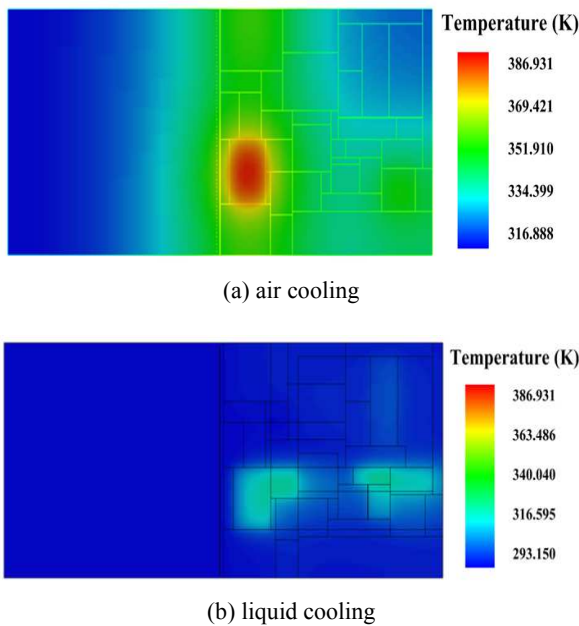 Temperature (K)
386.931
369.421
351.910
334.399
316.888
(a) air cooling
Temperature (K)
386.931
363.486
340.040
316.595
293.150
(b) liquid cooling